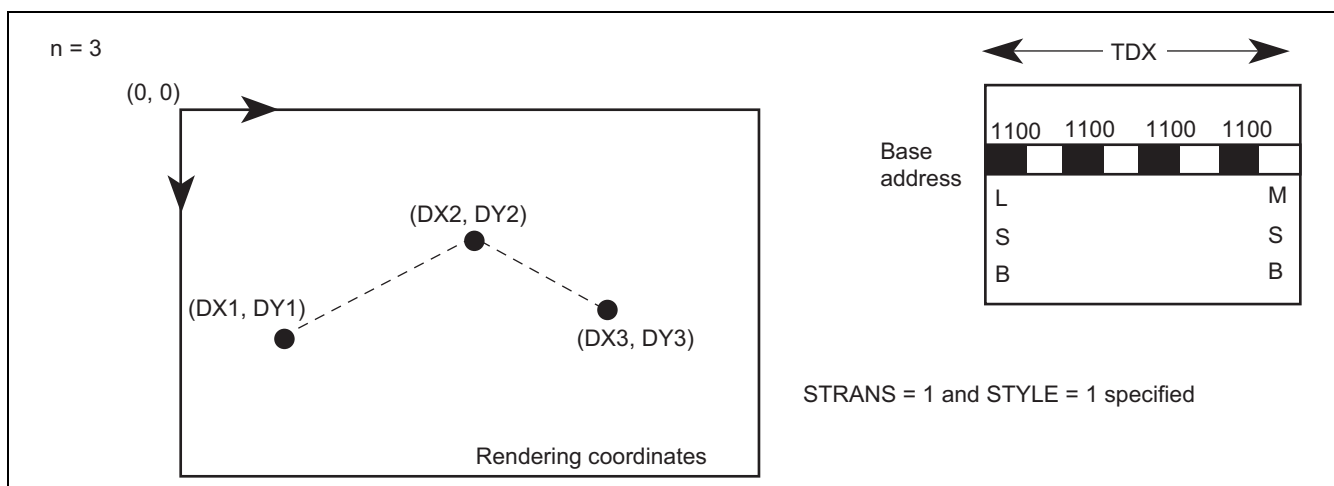 n = 3
(0, 0)
(DX2, DY2)
(DX1, DY1)
(DX3, DY3)
Rendering coordinates
TDX
1100 1100 1100 1100
Base
address
L M
S S
B B
STRANS = 1 and STYLE = 1 specified